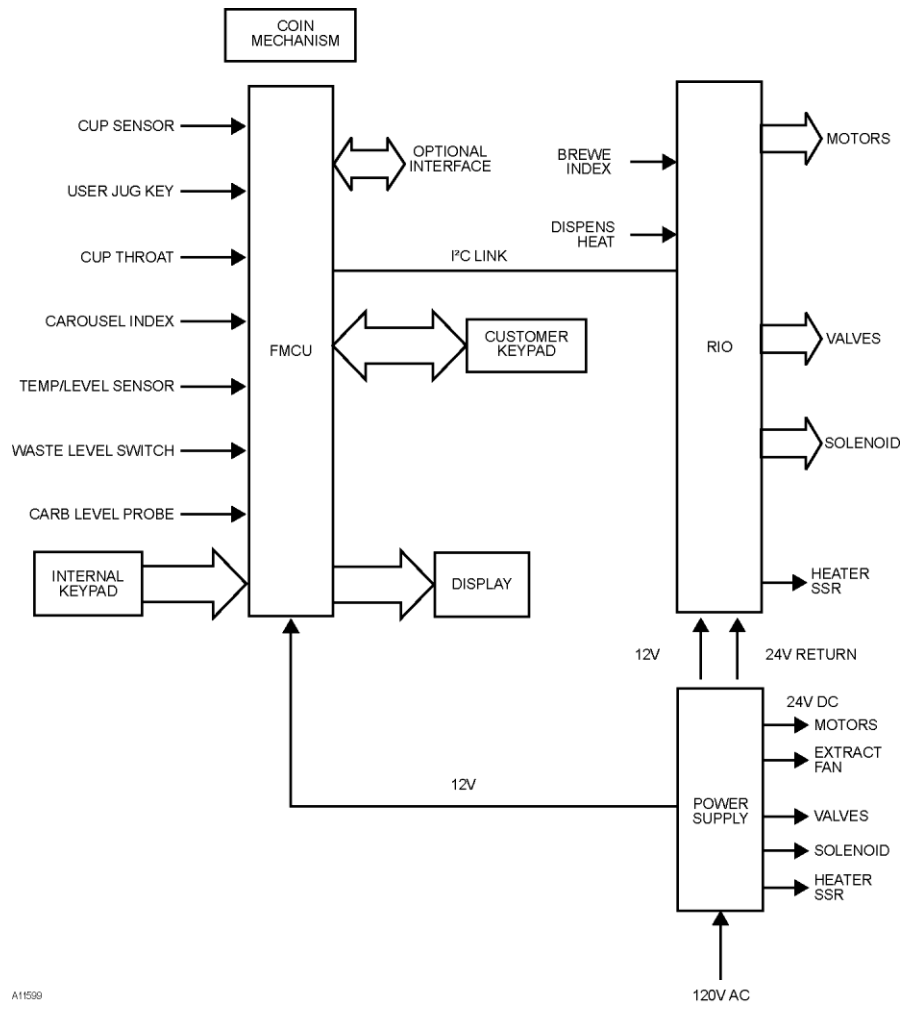 COIN
MECHANISM
CUP SENSOR
USER JUG KEY
CUP THROAT
CAROUSEL INDEX
TEMP/LEVEL SENSOR
WASTE LEVEL SWITCH
CARB LEVEL PROBE
INTERNAL
KEYPAD
FMCU
OPTIONAL
INTERFACE
I²C LINK
CUSTOMER
KEYPAD
DISPLAY
BREWE
INDEX
DISPENS
HEAT
RIO
MOTORS
VALVES
SOLENOID
HEATER
SSR
12V
24V RETURN
24V DC
MOTORS
EXTRACT
FAN
12V
POWER
SUPPLY
VALVES
SOLENOID
HEATER
SSR
120V AC
A11599